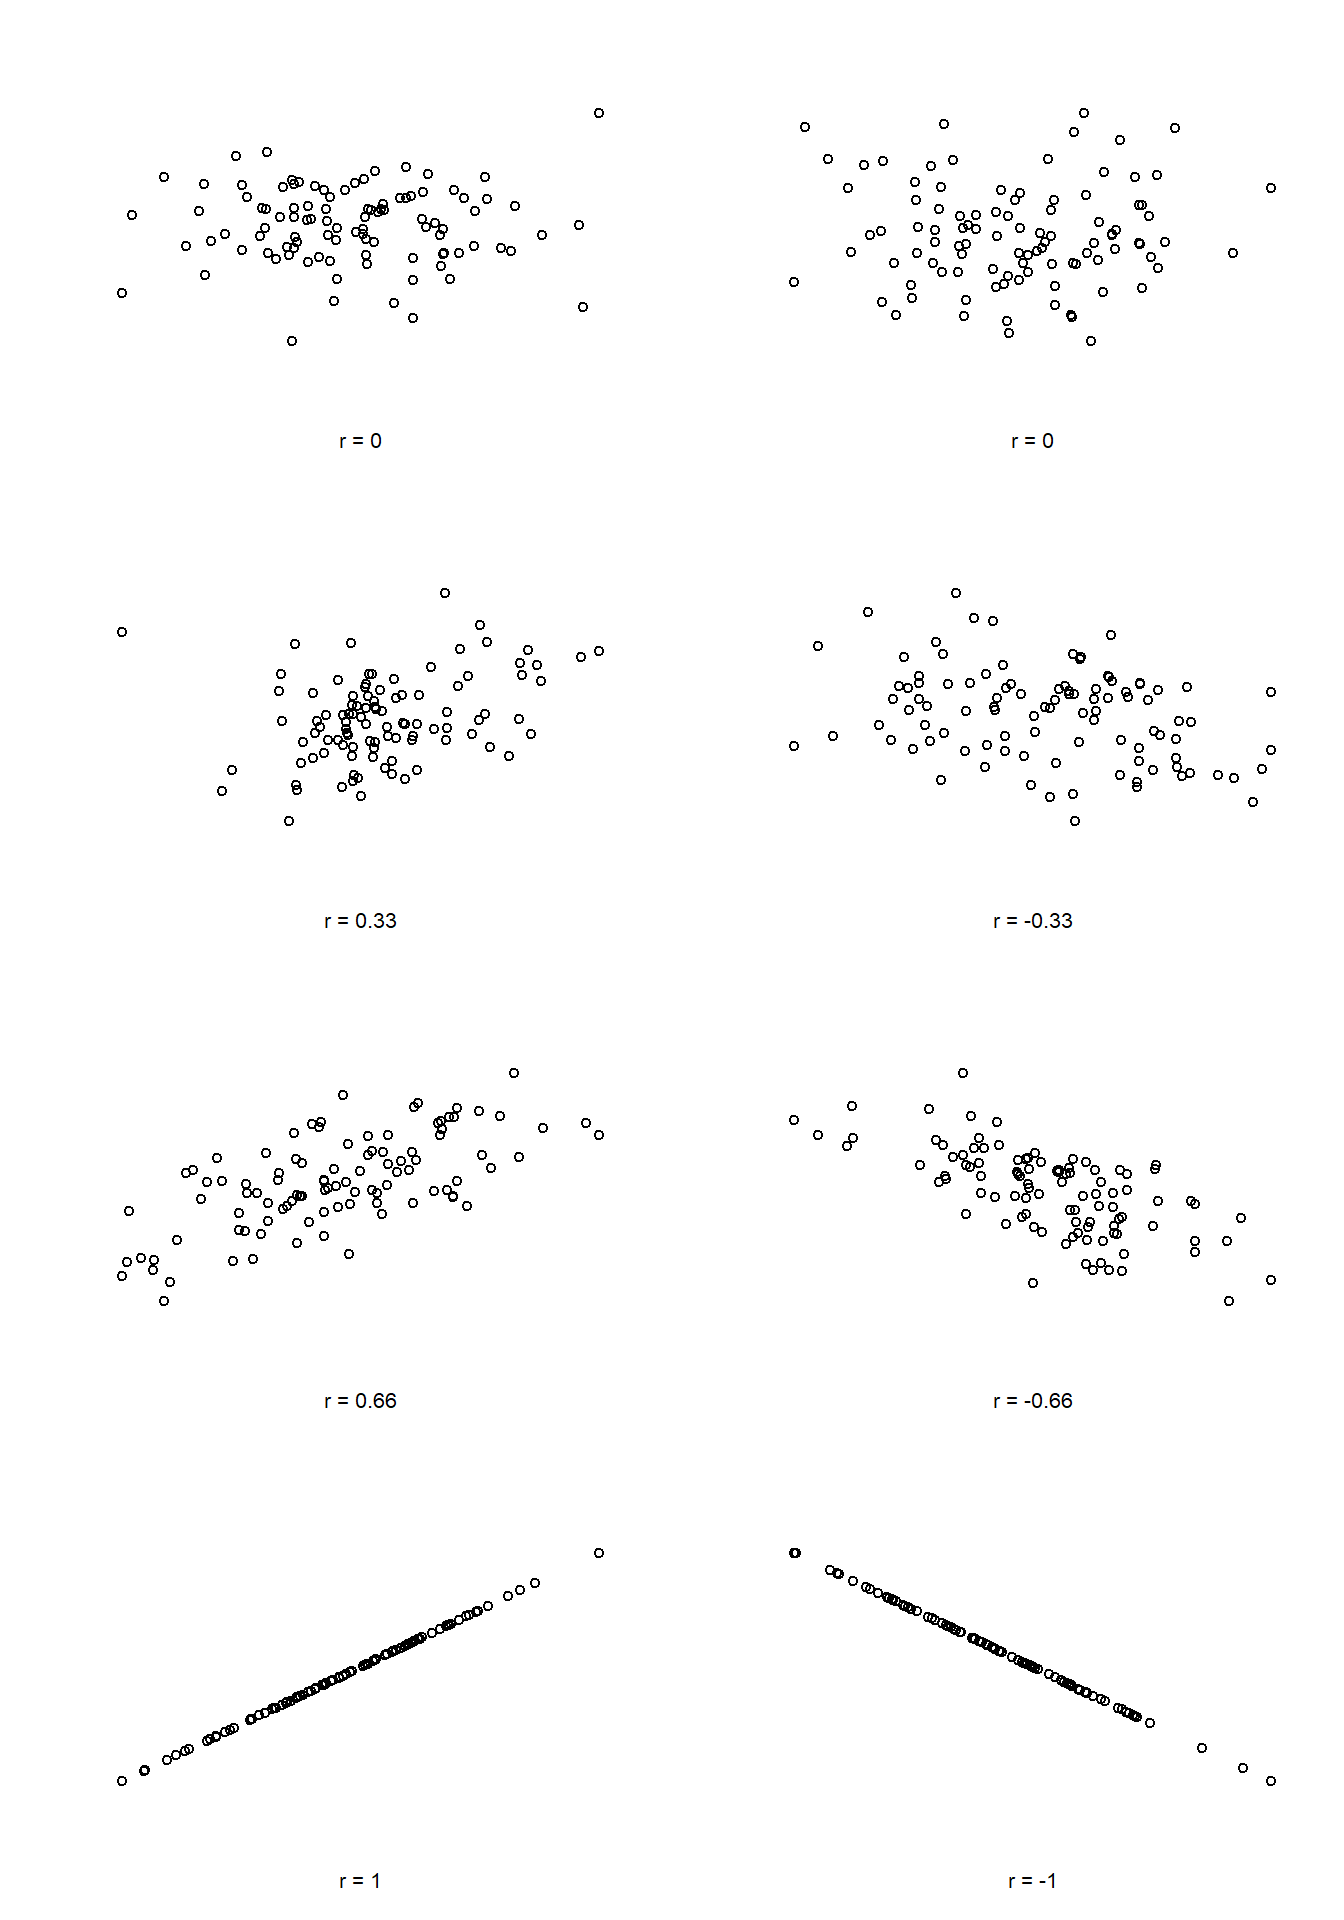 r = 0
r = 0
r = 0.33
r = -0.33
r = 0.66
r = -0.66
r = 1
r = -1